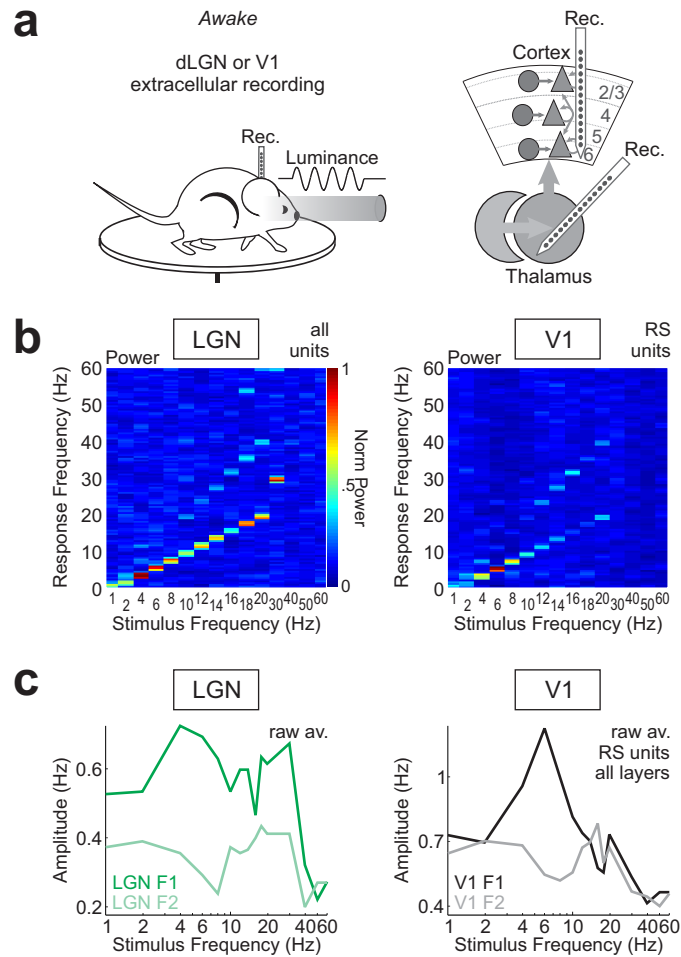 a
Awake
dLGN or V1
extracellular recording
Rec.
Luminance
Rec.
Cortex
2/3
4
5
6
Rec.
Thalamus
b
LGN
all
units
Power
60
50
40
30
20
10
0
Response Frequency (Hz)
1 2 4 6 8 10 12 14 16 18 20 30 40 50 60
Stimulus Frequency (Hz)
1
.5
0
Norm Power
V1
RS
units
Power
60
50
40
30
20
10
0
Response Frequency (Hz)
1 2 4 6 8 10 12 14 16 18 20 30 40 50 60
Stimulus Frequency (Hz)
c
LGN
raw av.
0.6
0.4
0.2
Amplitude (Hz)
LGN F1
LGN F2
1 2 4 6 10 20 40 60
Stimulus Frequency (Hz)
V1
raw av.
RS units
all layers
1
0.7
0.4
Amplitude (Hz)
V1 F1
V1 F2
1 2 4 6 10 20 40 60
Stimulus Frequency (Hz)